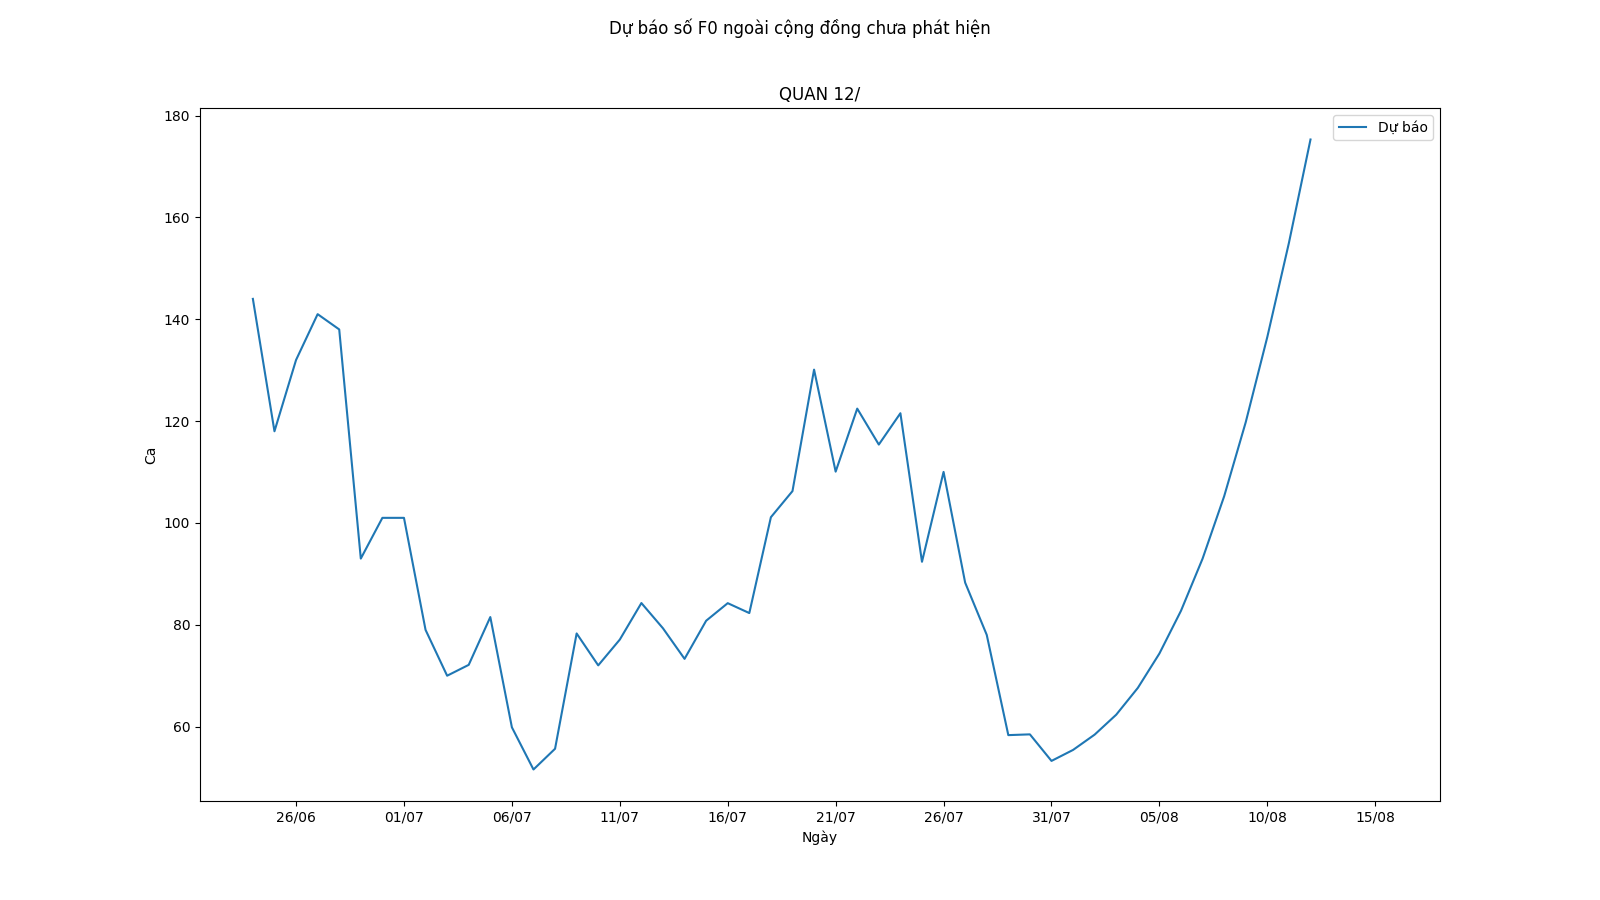 Dự báo số F0 ngoài cộng đồng chưa phát hiện
QUAN 12/
Dự báo
Ca
180
160
140
120
100
80
60
26/06 01/07 06/07 11/07 16/07 21/07 26/07 31/07 05/08 10/08 15/08
Ngày